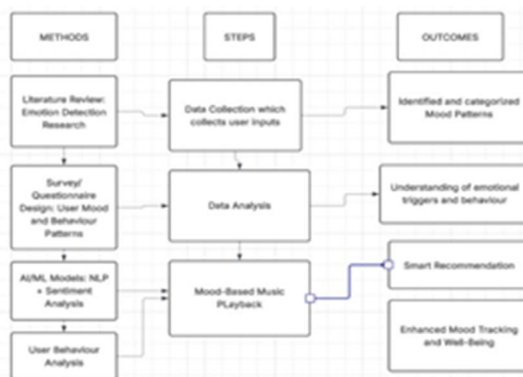 METHODS
STEPS
OUTCOMES
Literature Review:
Emotion Detection
Research
Data Collection which
collects user inputs
Identified and categorized
Mood Patterns
Survey/
Questionnaire
Design: User Mood
and Behaviour
Patterns
Data Analysis
Understanding of emotional
triggers and behaviour
AI/ML Models: NLP
+ Sentiment
Analysis
Mood-Based Music
PLayback
Smart Recommendation
User Behaviour
Analysis
Enhanced Mood Tracking
and Well-Being